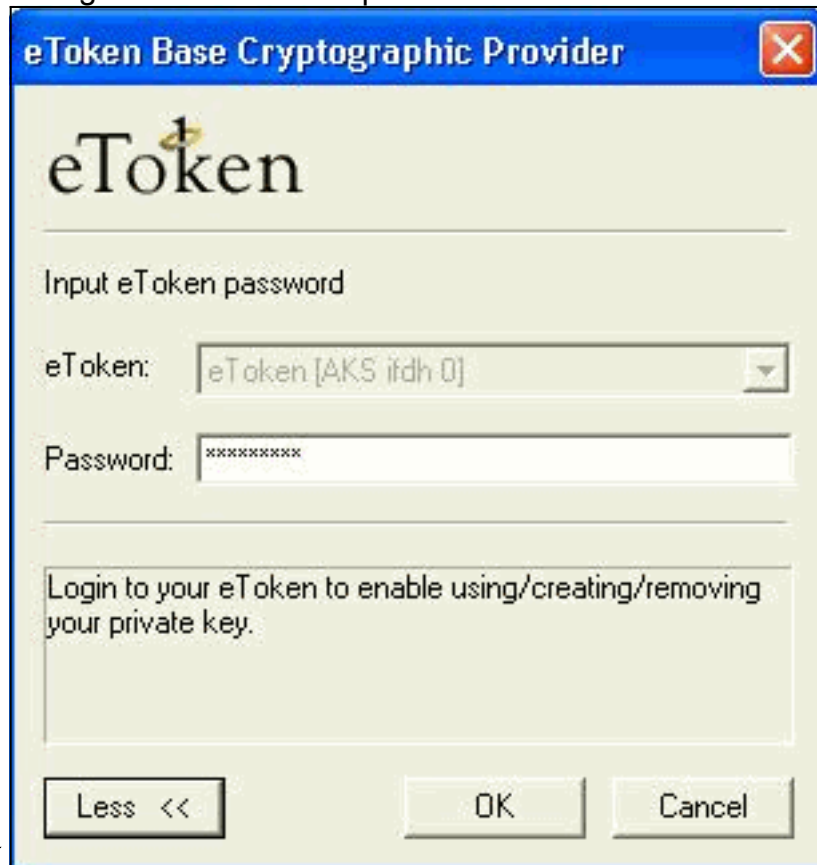 eToken Base Cryptographic Provider
eToken
Input eToken password
eToken: eToken [AKS ifdh 0]
Password: *********
Login to your eToken to enable using/creating/removing
your private key.
Less << OK Cancel